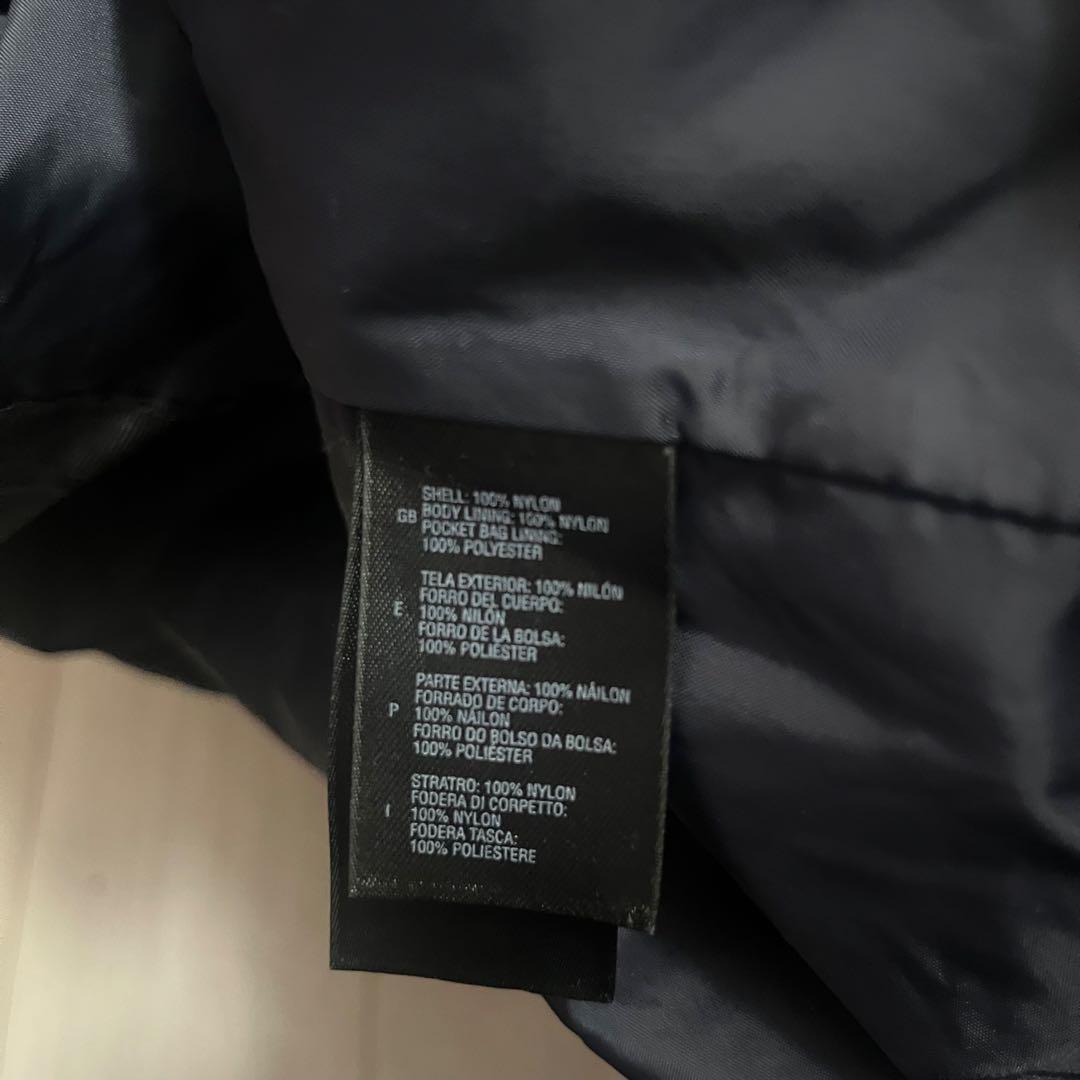 SHELL: 100% NYLON
GB BODY LINING: 100% NYLON
POCKET BAG LINING:
100% POLYESTER
TELA EXTERIOR: 100% NILÓN
FORRO DEL CUERPO:
E 100% NILÓN
FORRO DE LA BOLSA:
100% POLIÉSTER
PARTE EXTERNA: 100% NÁILON
FORRADO DE CORPO:
P 100% NÁILON
FORRO DO BOLSO DA BOLSA:
100% POLIÉSTER
STRATRO: 100% NYLON
FODERA DI CORPETTO:
I 100% NYLON
FODERA TASCA:
100% POLIESTERE